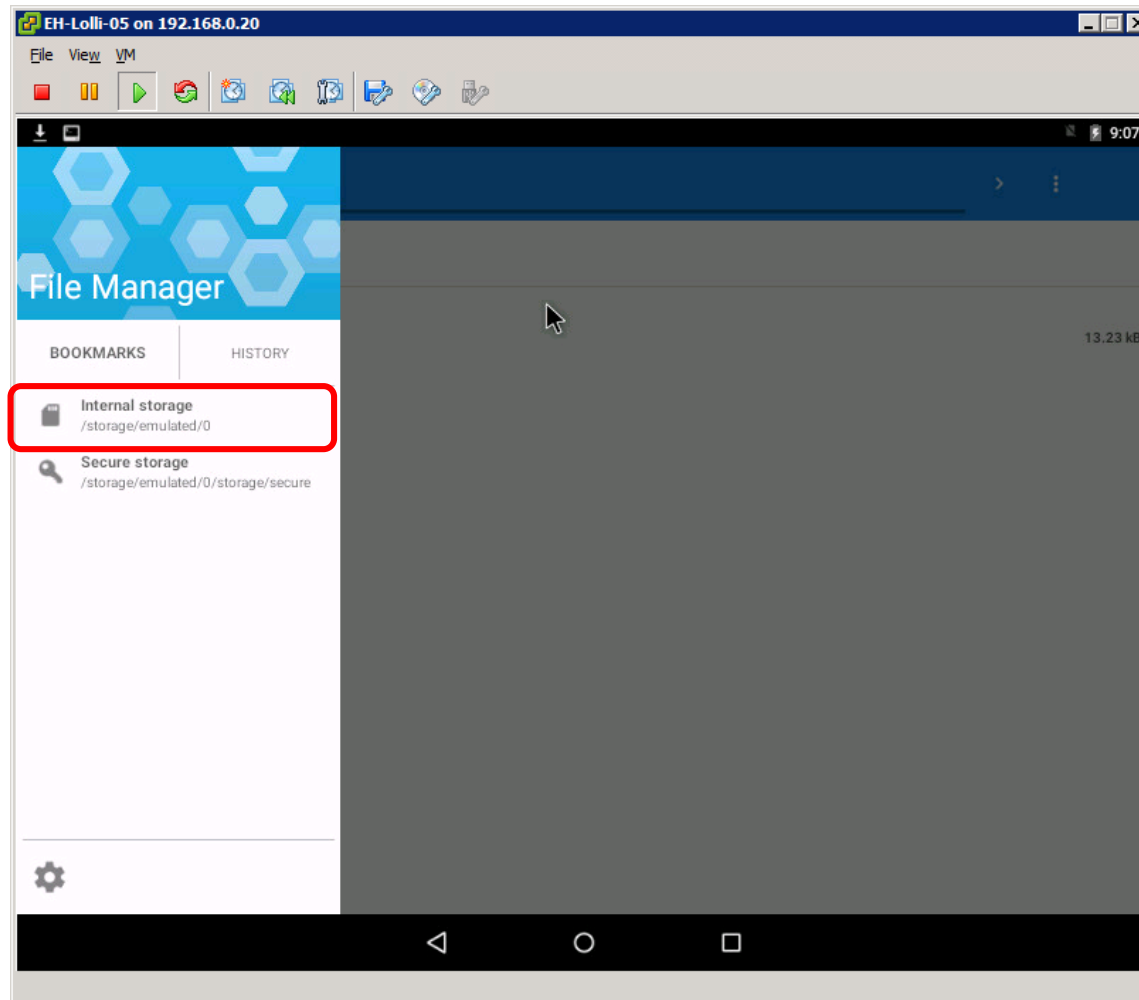 EH-Lolli-05 on 192.168.0.20
File View VM
9:07
File Manager
BOOKMARKS HISTORY
13.23 kB
Internal storage
/storage/emulated/0
Secure storage
/storage/emulated/0/storage/secure